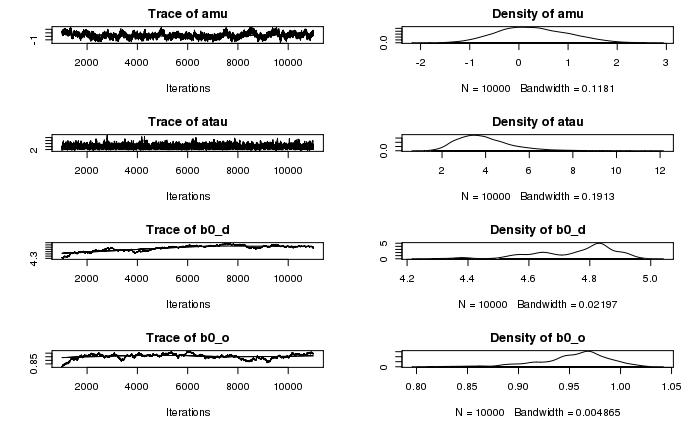 Trace of amu
Density of amu
-1
2000 4000 6000 8000 10000
Iterations
0.0
-2 -1 0 1 2 3
N = 10000 Bandwidth = 0.1181
Trace of atau
Density of atau
2
2000 4000 6000 8000 10000
Iterations
0.0
2 4 6 8 10 12
N = 10000 Bandwidth = 0.1913
Trace of b0_d
Density of b0_d
4.3
2000 4000 6000 8000 10000
Iterations
0 5
4.2 4.4 4.6 4.8 5.0
N = 10000 Bandwidth = 0.02197
Trace of b0_o
Density of b0_o
0.85
2000 4000 6000 8000 10000
Iterations
0
0.80 0.85 0.90 0.95 1.00 1.05
N = 10000 Bandwidth = 0.004865